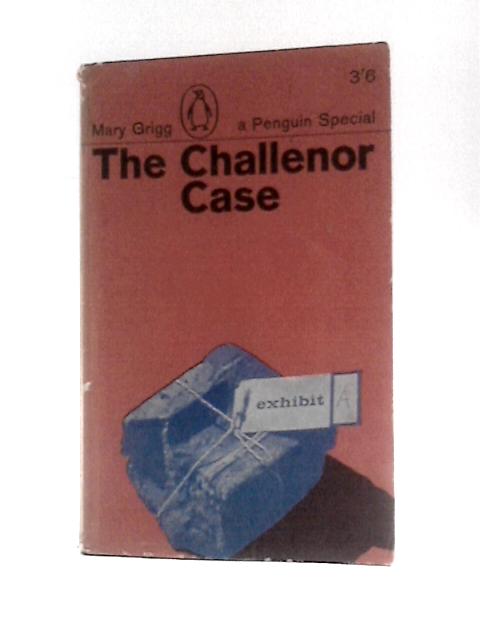 3'6
Mary Grigg a Penguin Special
The Challenor
Case
exhibit A